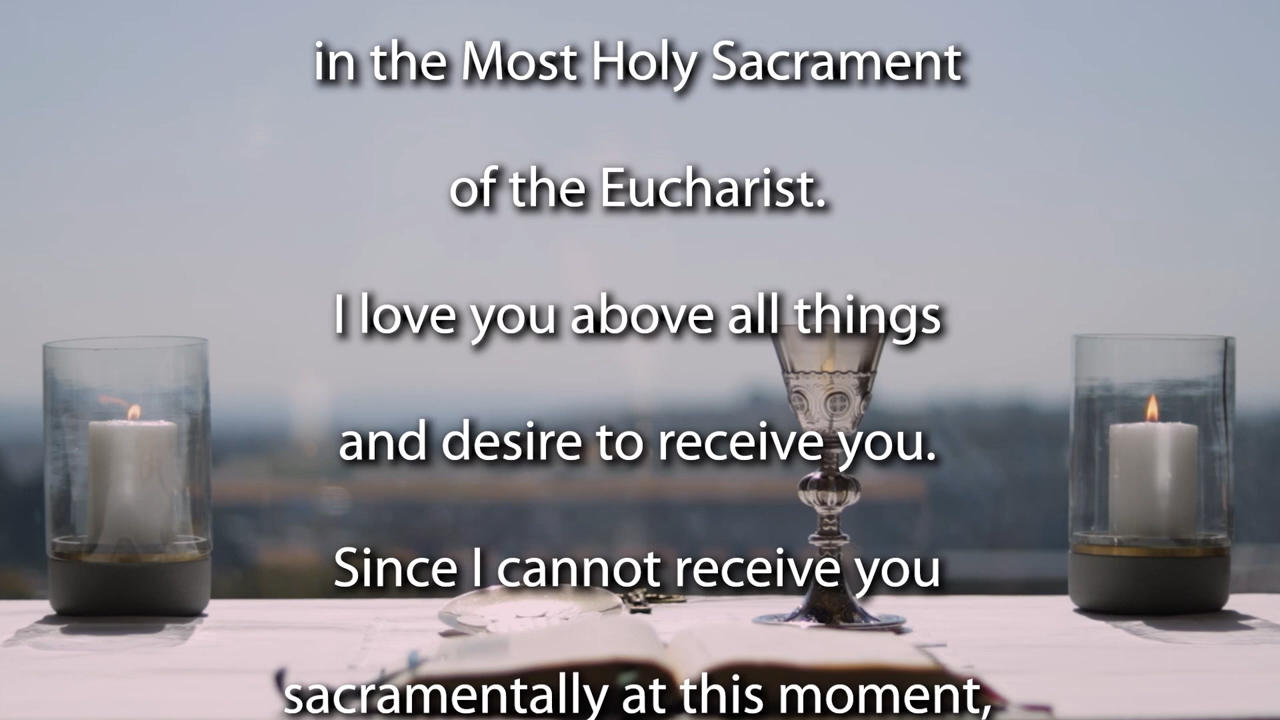 in the Most Holy Sacrament
of the Eucharist.
I love you above all things
and desire to receive you.
Since I cannot receive you
sacramentally at this moment,